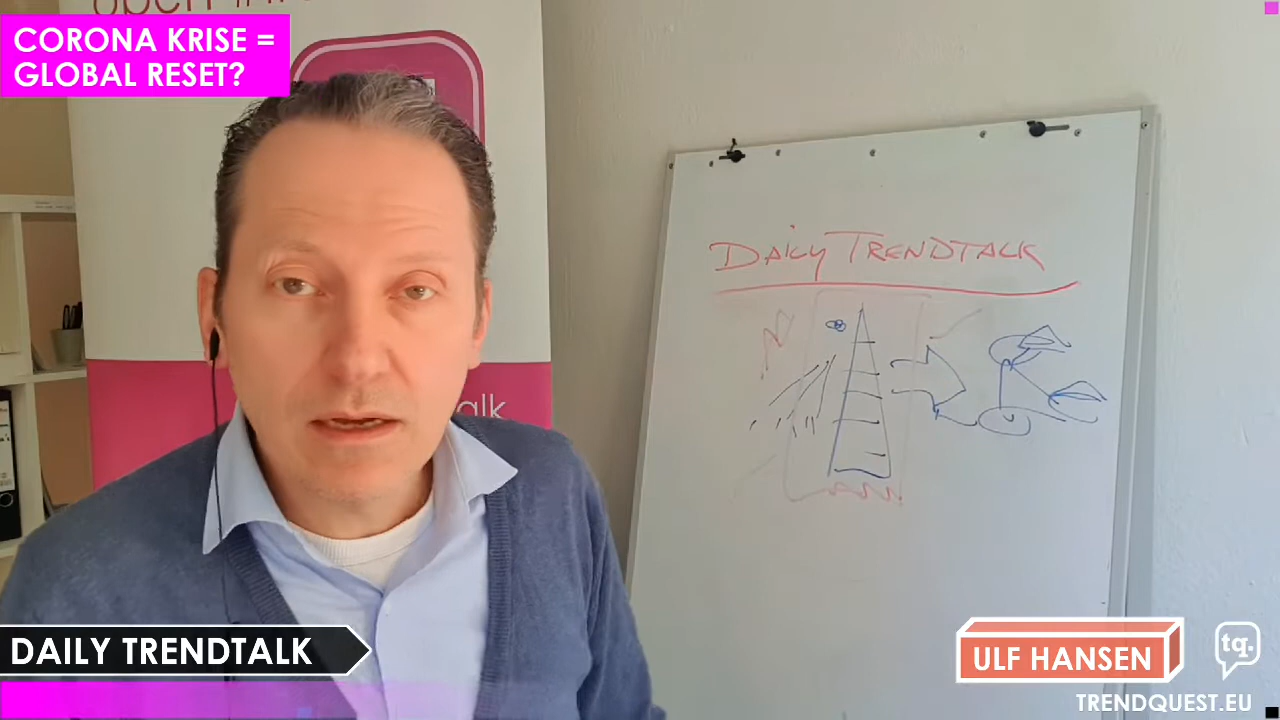 CORONA KRISE =
GLOBAL RESET?
DAILY TRENDTALK
DAILY TRENDTALK
ULF HANSEN
tq.
TRENDQUEST.EU